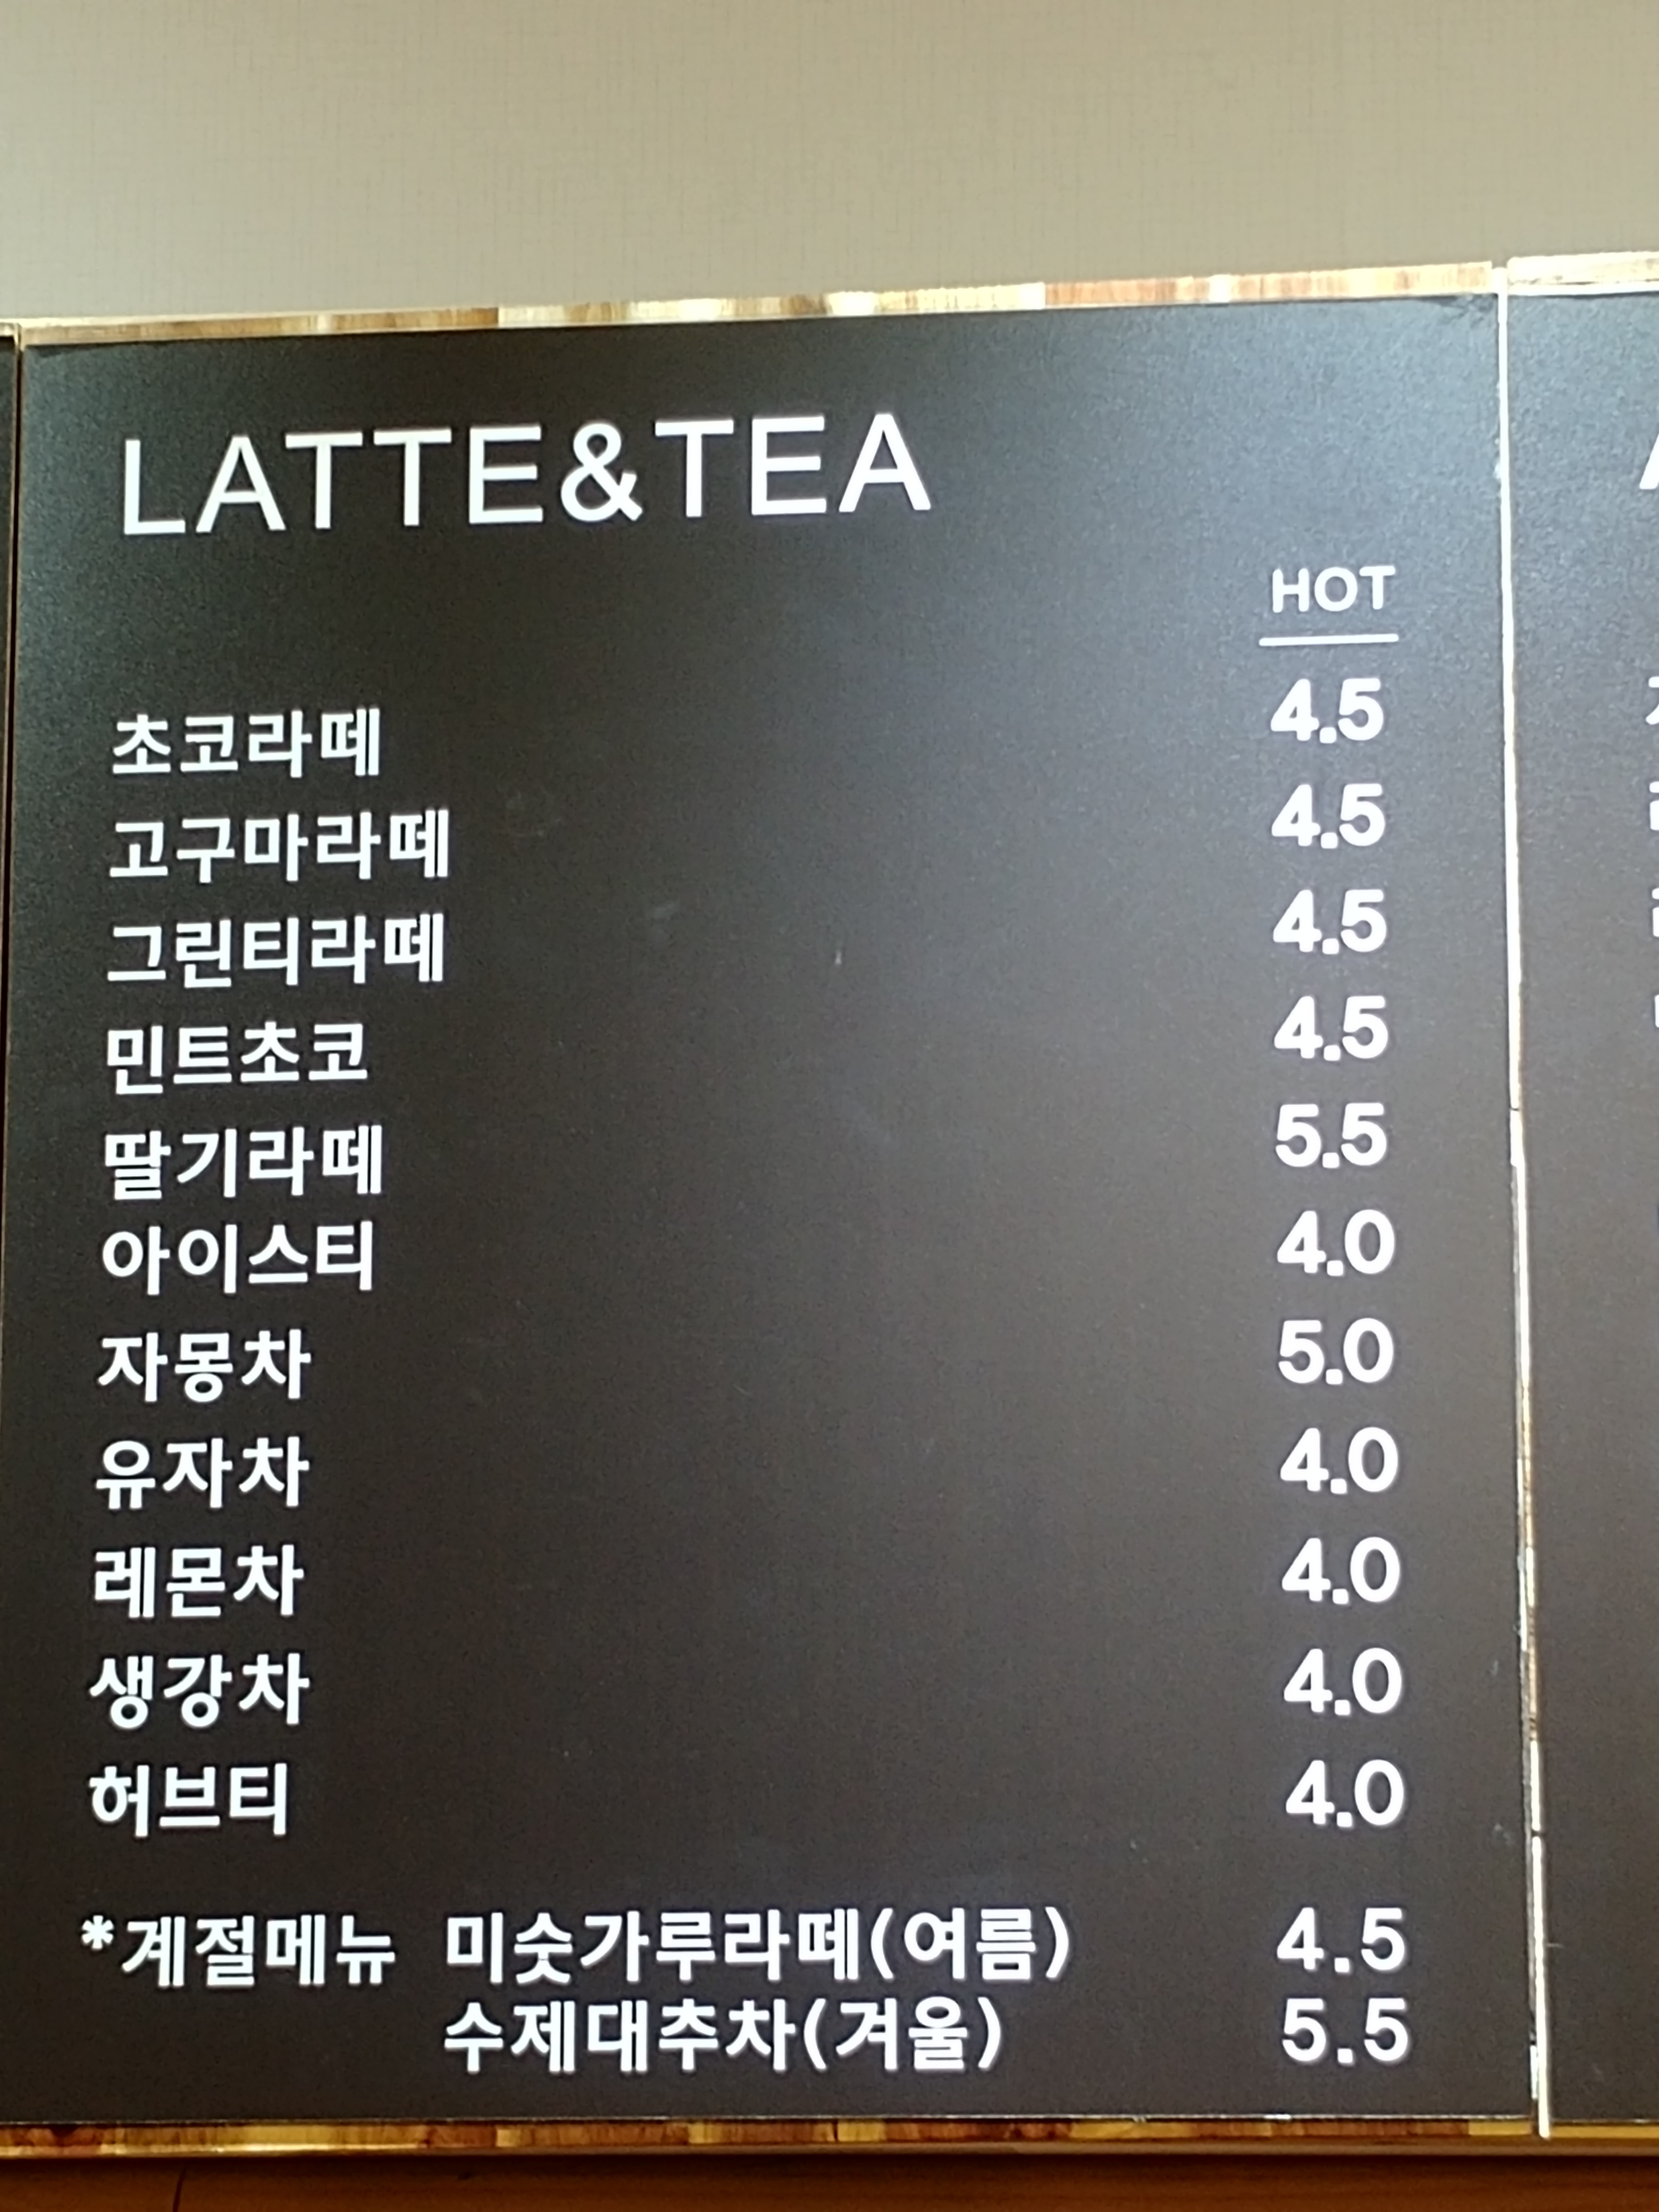 LATTE&TEA
HOT
초코라떼 4.5
고구마라떼 4.5
그린티라떼 4.5
민트초코 4.5
딸기라떼 5.5
아이스티 4.0
자몽차 5.0
유자차 4.0
레몬차 4.0
생강차 4.0
허브티 4.0
*계절메뉴 미숫가루라떼(여름) 4.5
수제대추차(겨울) 5.5